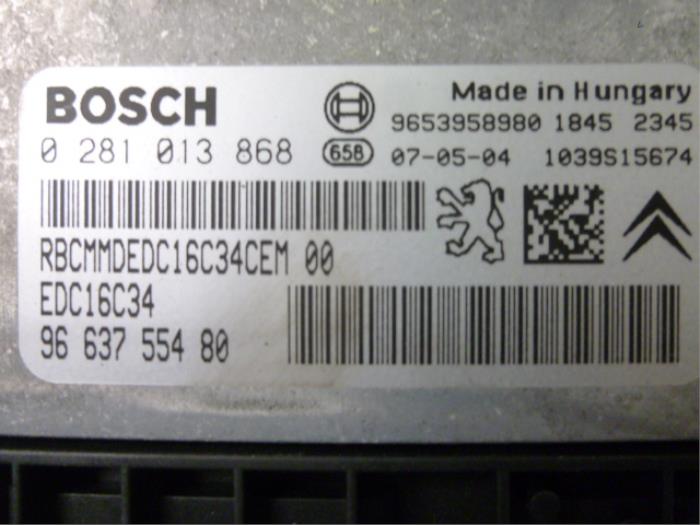 BOSCH
Made in Hungary
9653958980 1845 2345
0 281 013 868
658
07-05-04 1039S15674
RBCMMDEDC16C34CEM 00
EDC16C34
96 637 554 80